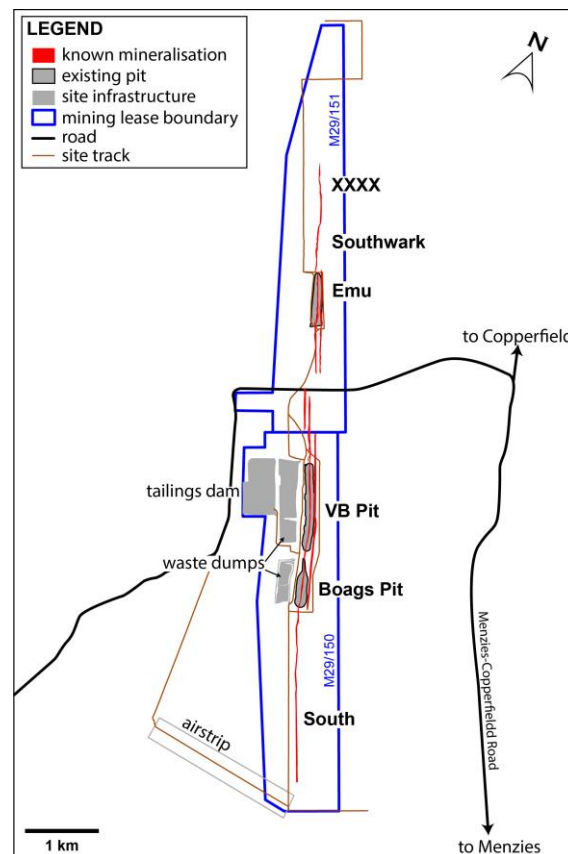 LEGEND
known mineralisation
existing pit
site infrastructure
mining lease boundary
road
site track
N
M29/151
XXXX
Southwark
Emu
to Copperfield
tailings dam
VB Pit
waste dumps
Boags Pit
M29/150
Menzies-Copperfieldd Road
South
airstrip
1 km
to Menzies